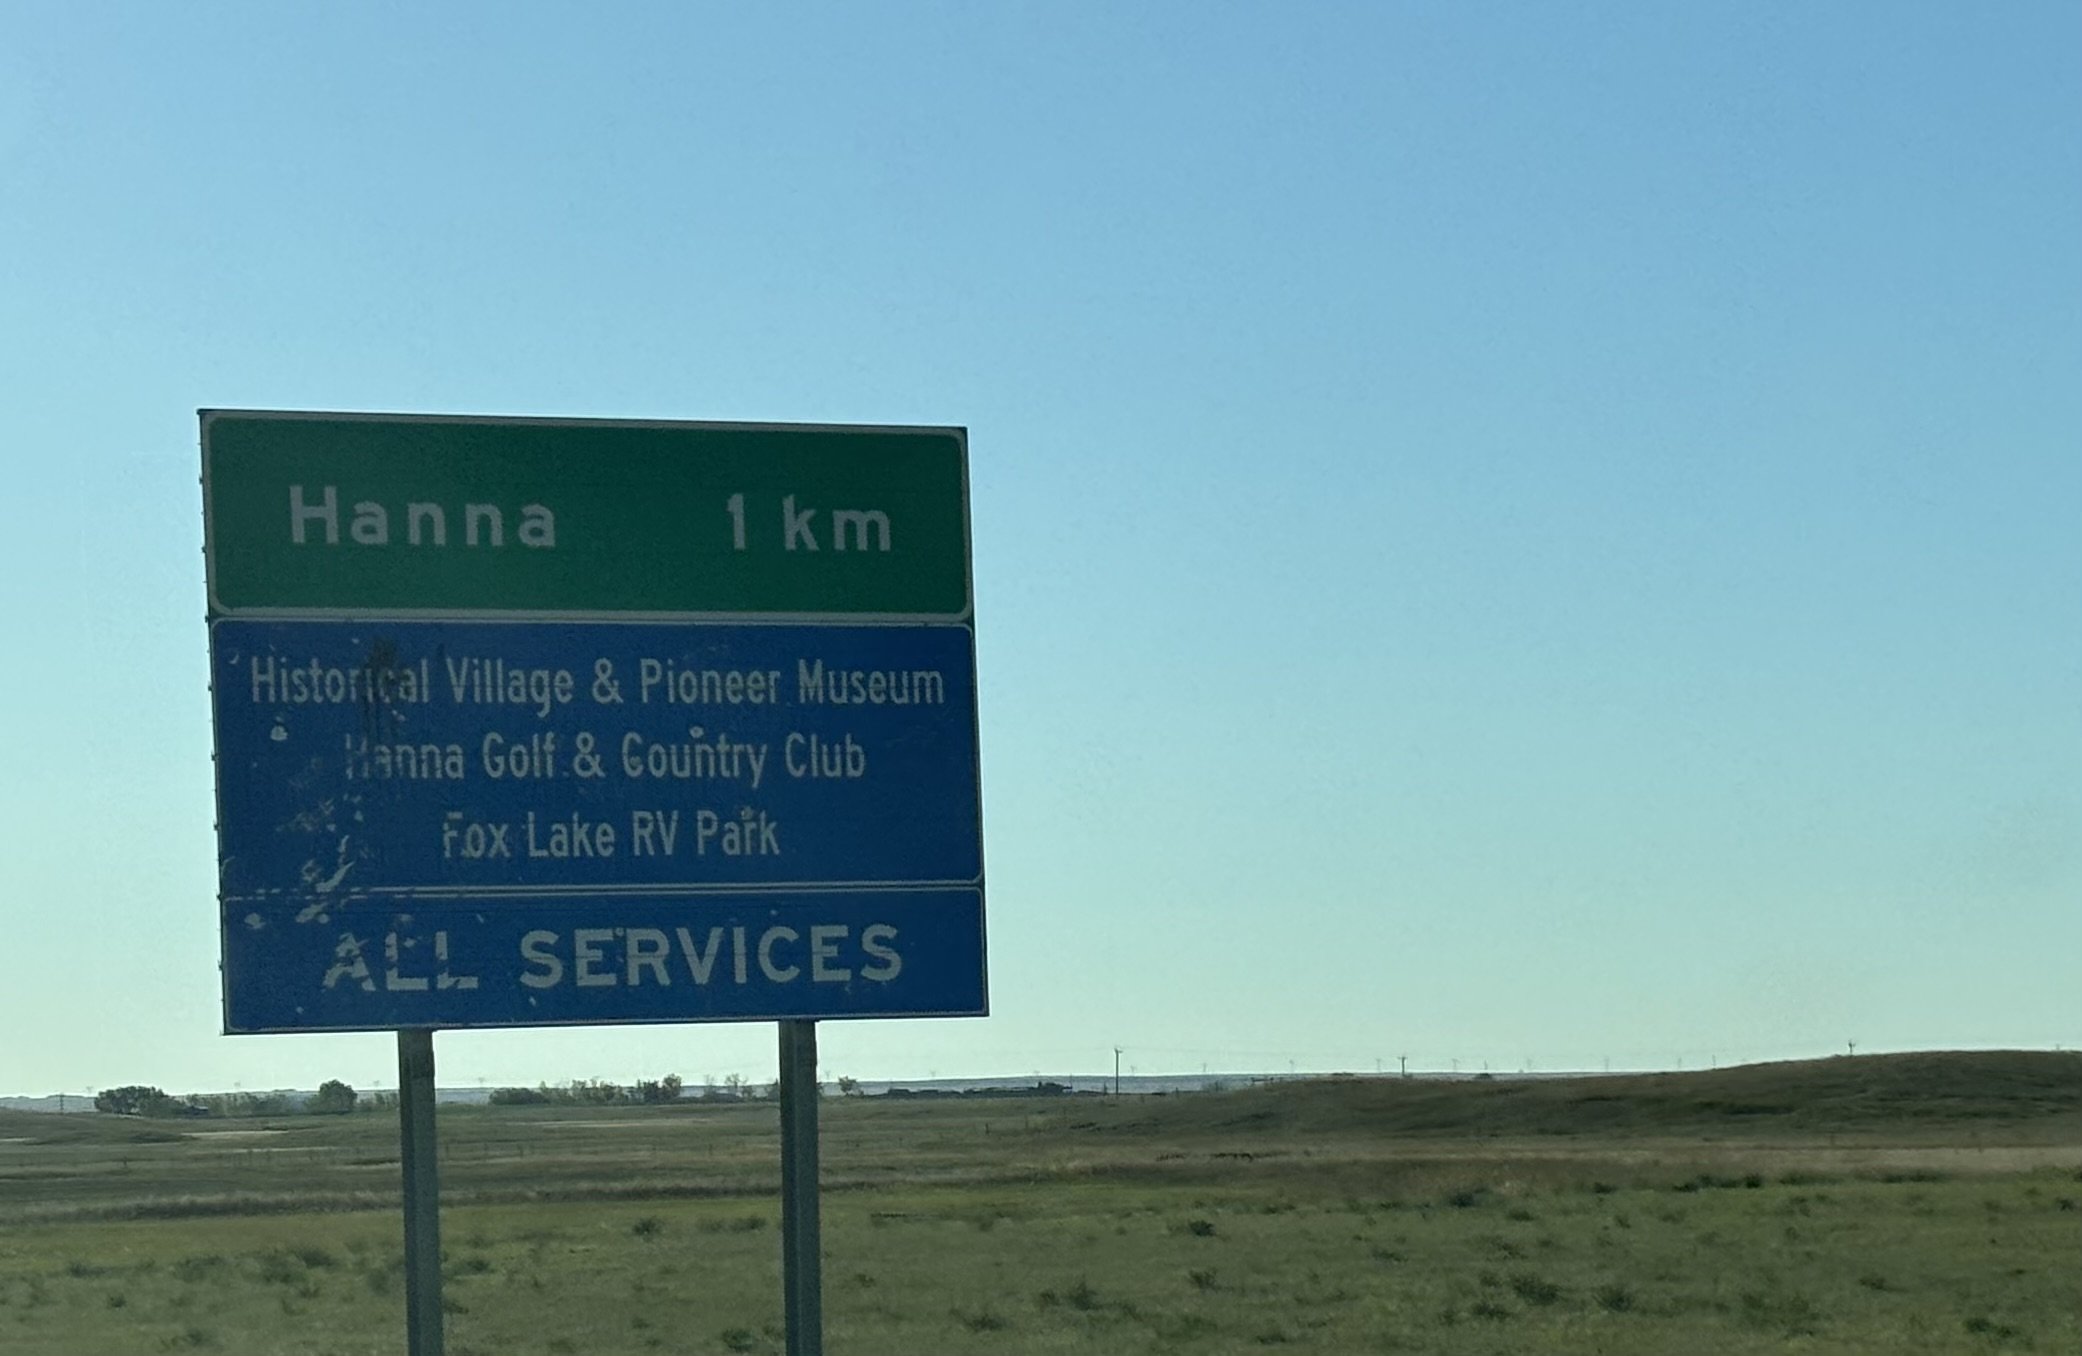 Hanna 1 km
Historical Village & Pioneer Museum
Hanna Golf & Country Club
Fox Lake RV Park
ALL SERVICES